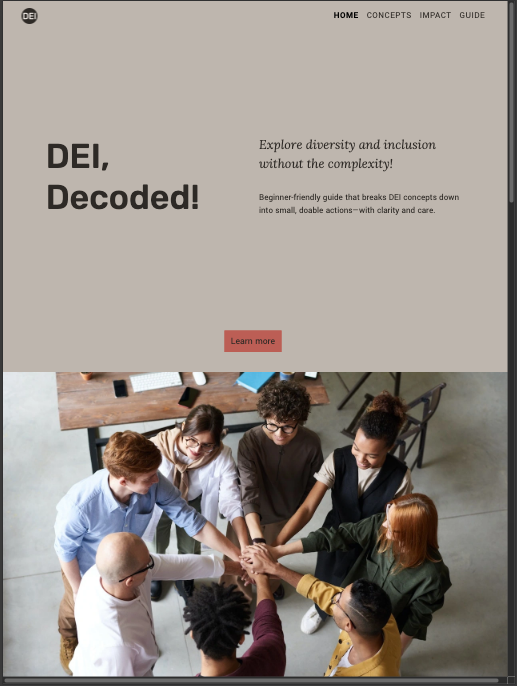 DEI
HOME CONCEPTS IMPACT GUIDE
DEI,
Decoded!
Explore diversity and inclusion
without the complexity!
Beginner-friendly guide that breaks DEI concepts down
into small, doable actions—with clarity and care.
Learn more